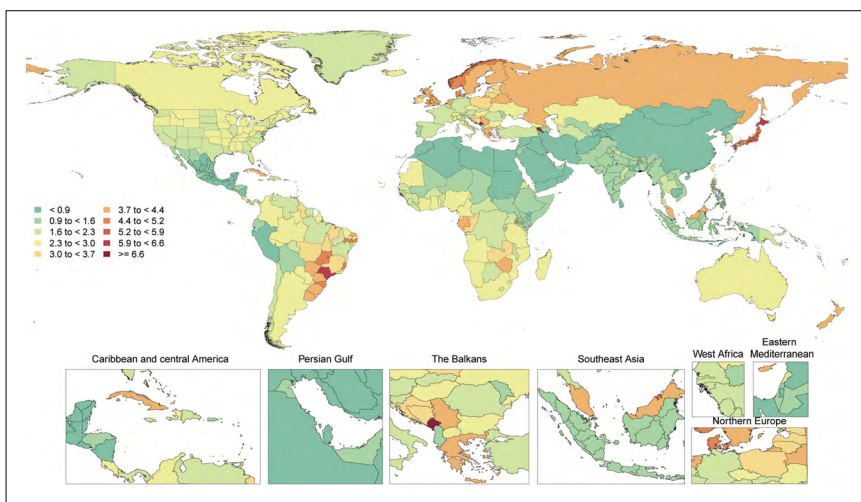 < 0.9
0.9 to < 1.6
1.6 to < 2.3
2.3 to < 3.0
3.0 to < 3.7
3.7 to < 4.4
4.4 to < 5.2
5.2 to < 5.9
5.9 to < 6.6
>= 6.6
Caribbean and central America
Persian Gulf
The Balkans
Southeast Asia
West Africa
Eastern
Mediterranean
Northern Europe